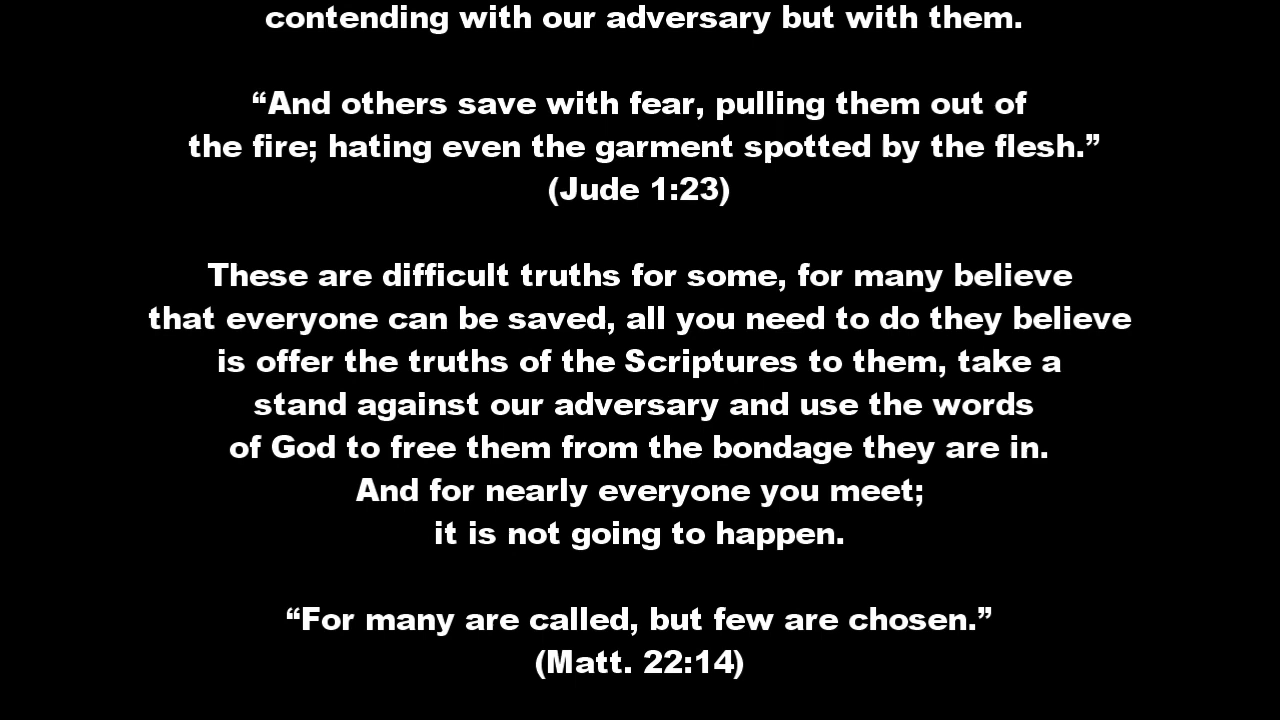 contending with our adversary but with them.
“And others save with fear, pulling them out of
the fire; hating even the garment spotted by the flesh.”
(Jude 1:23)
These are difficult truths for some, for many believe
that everyone can be saved, all you need to do they believe
is offer the truths of the Scriptures to them, take a
stand against our adversary and use the words
of God to free them from the bondage they are in.
And for nearly everyone you meet;
it is not going to happen.
“For many are called, but few are chosen.”
(Matt. 22:14)